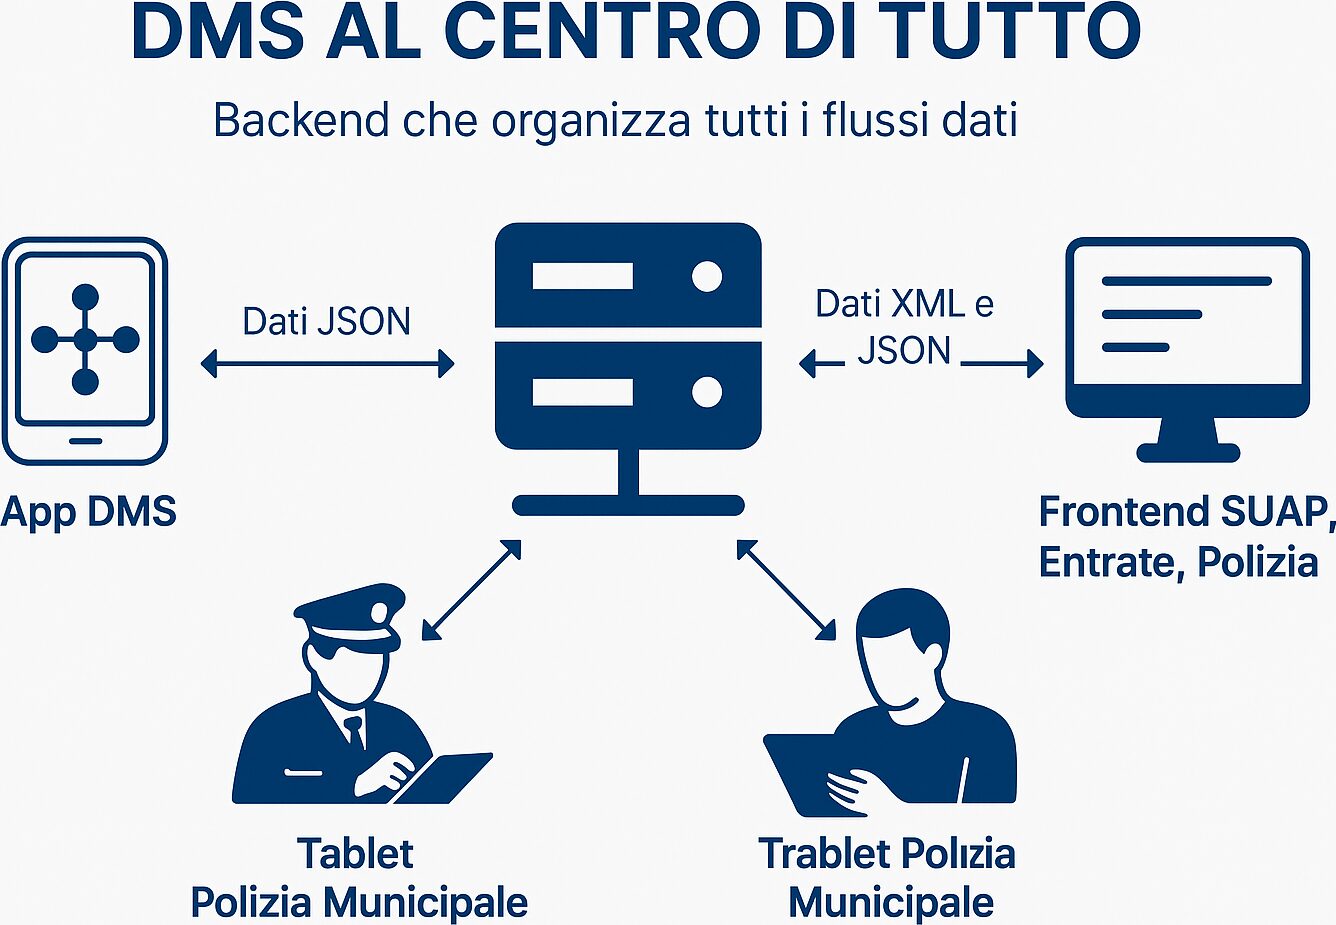 DMS AL CENTRO DI TUTTO
Backend che organizza tutti i flussi dati
Dati JSON
Dati XML e
JSON
App DMS
Frontend SUAP,
Entrate, Polizia
Tablet
Polizia Municipale
Trablet Polızia
Municipale